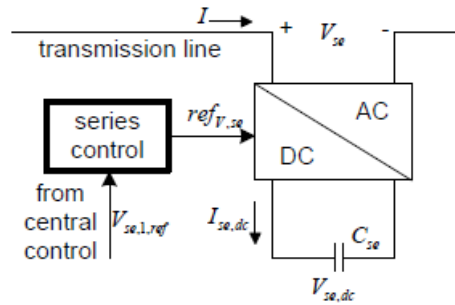 I + V_se -
transmission line
series control
ref_V,se
AC
DC
from central control
V_se,1,ref
I_se,dc
C_se
V_se,dc